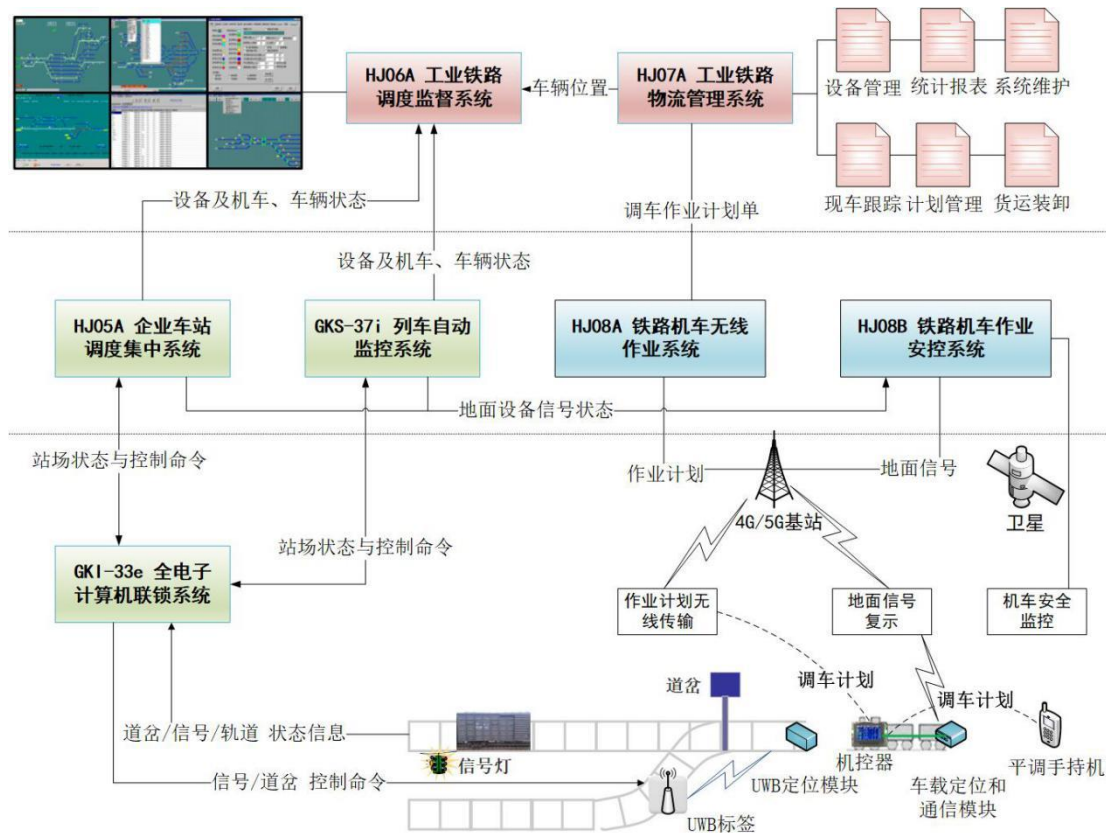 HJ06A 工业铁路
调度监督系统
车辆位置
HJ07A 工业铁路
物流管理系统
设备管理
统计报表
系统维护
现车跟踪
计划管理
货运装卸
设备及机车、车辆状态
调车作业计划单
设备及机车、车辆状态
HJ05A 企业车站
调度集中系统
GKS-37i 列车自动
监控系统
HJ08A 铁路机车无线
作业系统
HJ08B 铁路机车作业
安控系统
地面设备信号状态
站场状态与控制命令
作业计划
地面信号
4G/5G基站
卫星
站场状态与控制命令
GKI-33e 全电子
计算机联锁系统
作业计划无
线传输
地面信号
复示
机车安全
监控
道岔
调车计划
调车计划
道岔/信号/轨道 状态信息
信号灯
机控器
平调手持机
信号/道岔 控制命令
UWB定位模块
车载定位和
通信模块
UWB标签